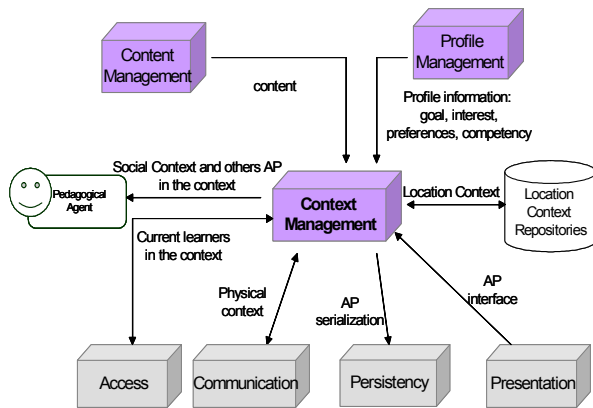 Content
Management
Profile
Management
content
Profile information:
goal, interest,
preferences, competency
Social Context and others AP
in the context
Pedagogical
Agent
Context
Management
Location Context
Location
Context
Repositories
Current learners
in the context
Physical
context
AP
serialization
AP
interface
Access
Communication
Persistency
Presentation